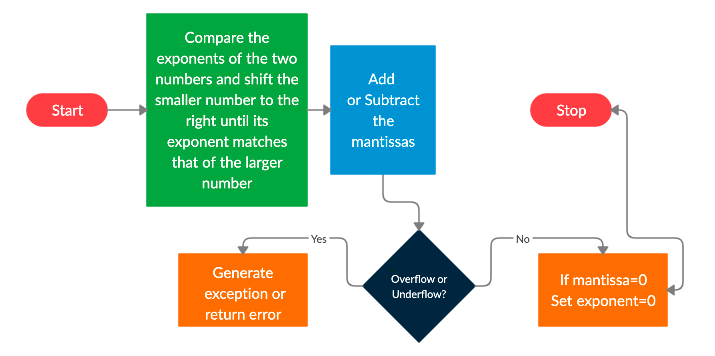 Start
Compare the
exponents of the two
numbers and shift the
smaller number to the
right until its
exponent matches
that of the larger
number
Add
or Subtract
the
mantissas
Stop
Yes
No
Overflow or
Underflow?
Generate
exception or
return error
If mantissa=0
Set exponent=0